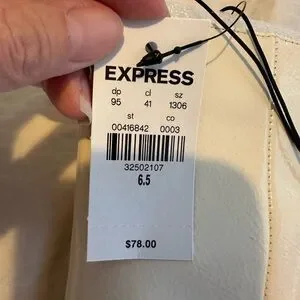 EXPRESS
dp cl sz
95 41 1306
st co
00416842 0003
32502107
6.5
$78.00